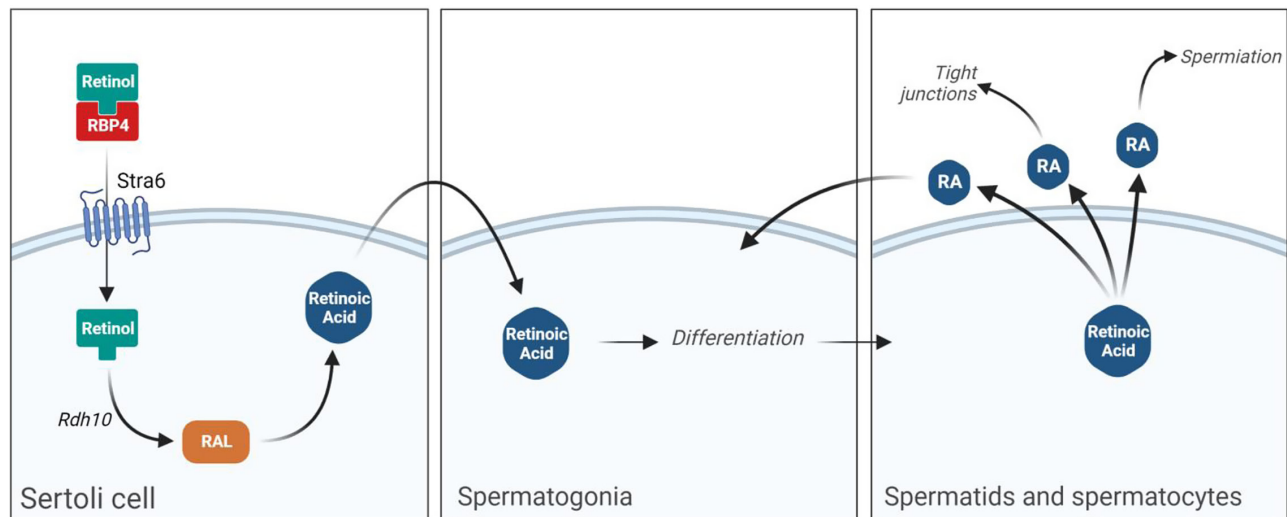 Retinol
RBP4
Stra6
Retinol
Rdh10
RAL
Retinoic
Acid
Sertoli cell
Retinoic
Acid
Differentiation
Spermatogonia
Tight
junctions
Spermiation
RA
RA
RA
Retinoic
Acid
Spermatids and spermatocytes